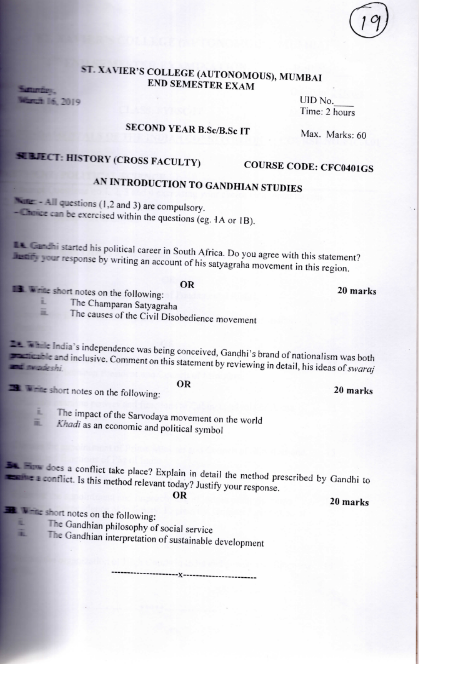 19
ST. XAVIER'S COLLEGE (AUTONOMOUS), MUMBAI
END SEMESTER EXAM
Saturday,
March 16, 2019
UID No.____
Time: 2 hours
SECOND YEAR B.Sc/B.Sc IT
Max. Marks: 60
SUBJECT: HISTORY (CROSS FACULTY)
COURSE CODE: CFC0401GS
AN INTRODUCTION TO GANDHIAN STUDIES
Note: - All questions (1,2 and 3) are compulsory.
-Choice can be exercised within the questions (eg. 1A or 1B).
1A. Gandhi started his political career in South Africa. Do you agree with this statement?
Justify your response by writing an account of his satyagraha movement in this region.
OR
20 marks
1B. Write short notes on the following:
i. The Champaran Satyagraha
ii. The causes of the Civil Disobedience movement
2A. While India's independence was being conceived, Gandhi's brand of nationalism was both
practicable and inclusive. Comment on this statement by reviewing in detail, his ideas of swaraj
and swadeshi.
OR
20 marks
2B. Write short notes on the following:
i. The impact of the Sarvodaya movement on the world
ii. Khadi as an economic and political symbol
3A. How does a conflict take place? Explain in detail the method prescribed by Gandhi to
resolve a conflict. Is this method relevant today? Justify your response.
OR
20 marks
3B. Write short notes on the following:
i. The Gandhian philosophy of social service
ii. The Gandhian interpretation of sustainable development
---------------------x-----------------------